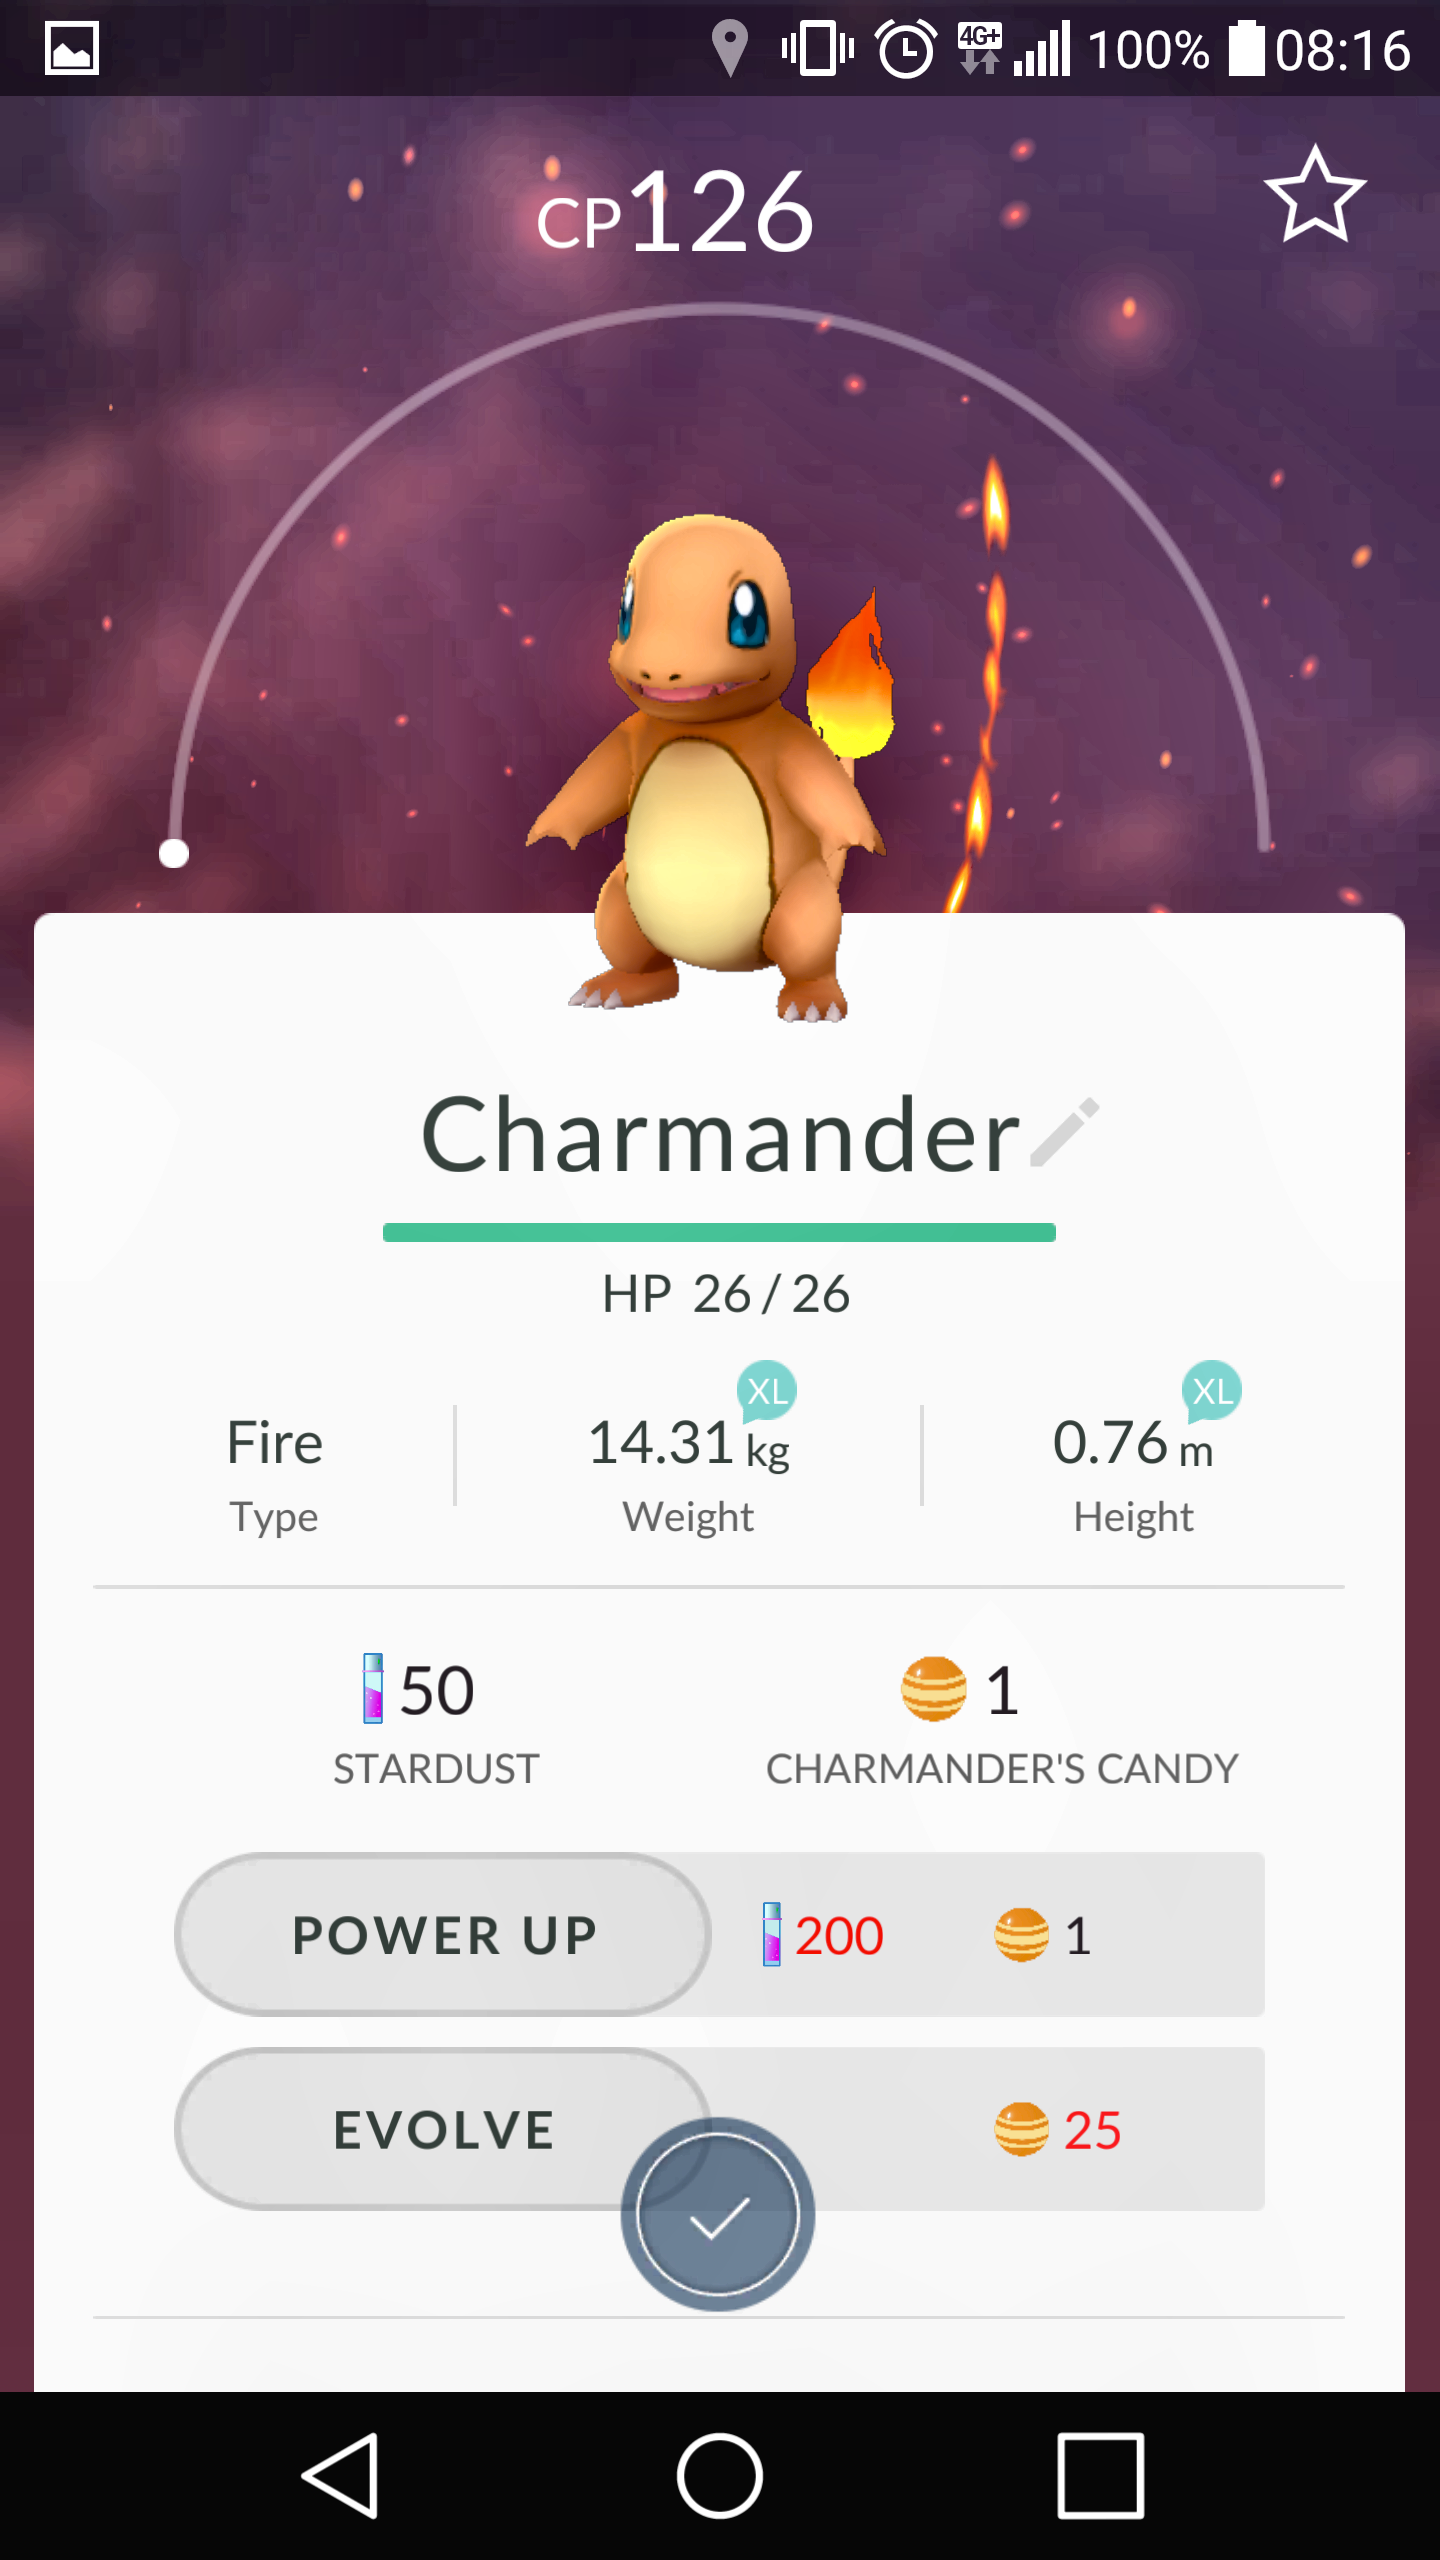 4G+ 100% 08:16
CP126
Charmander
HP 26 / 26
XL XL
Fire 14.31 kg 0.76 m
Type Weight Height
50 1
STARDUST CHARMANDER'S CANDY
POWER UP 200 1
EVOLVE 25